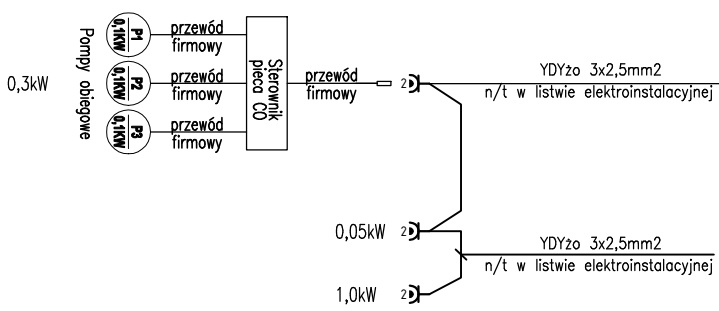 0,3kW
Pompy obiegowe
P1
0,1KW
P2
0,1KW
P3
0,1KW
przewód
firmowy
przewód
firmowy
przewód
firmowy
Sterownik
pieca CO
przewód
firmowy
2
YDYżo 3x2,5mm2
n/t w listwie elektroinstalacyjnej
0,05kW 2
YDYżo 3x2,5mm2
n/t w listwie elektroinstalacyjnej
1,0kW 2